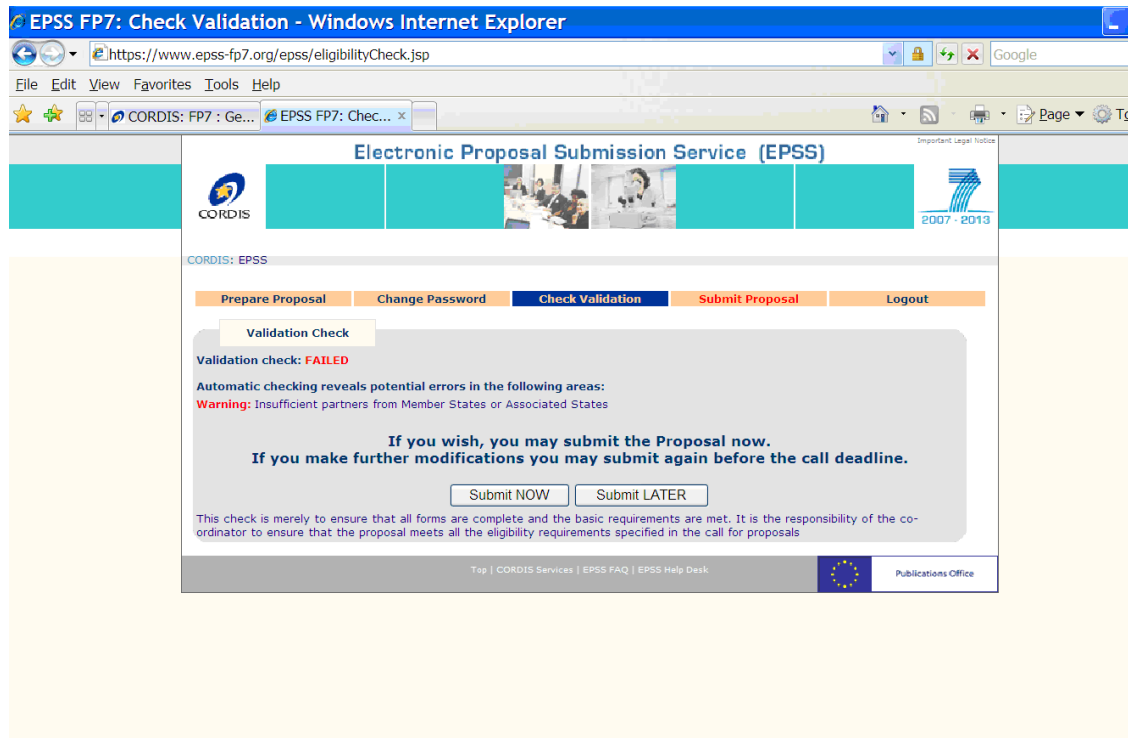 EPSS FP7: Check Validation - Windows Internet Explorer
https://www.epss-fp7.org/epss/eligibilityCheck.jsp
Google
File Edit View Favorites Tools Help
CORDIS: FP7 : Ge... EPSS FP7: Chec... x
Page
Important Legal Notice
Electronic Proposal Submission Service (EPSS)
CORDIS
2007 - 2013
CORDIS: EPSS
Prepare Proposal Change Password Check Validation Submit Proposal Logout
Validation Check
Validation check: FAILED
Automatic checking reveals potential errors in the following areas:
Warning: Insufficient partners from Member States or Associated States
If you wish, you may submit the Proposal now.
If you make further modifications you may submit again before the call deadline.
Submit NOW Submit LATER
This check is merely to ensure that all forms are complete and the basic requirements are met. It is the responsibility of the co-
ordinator to ensure that the proposal meets all the eligibility requirements specified in the call for proposals
Top | CORDIS Services | EPSS FAQ | EPSS Help Desk
Publications Office